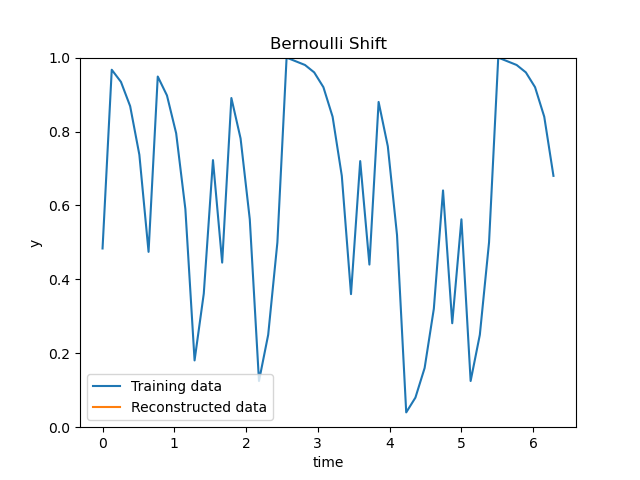 Bernoulli Shift
1.0
0.8
0.6
0.4
0.2
0.0
y
Training data
Reconstructed data
0 1 2 3 4 5 6
time